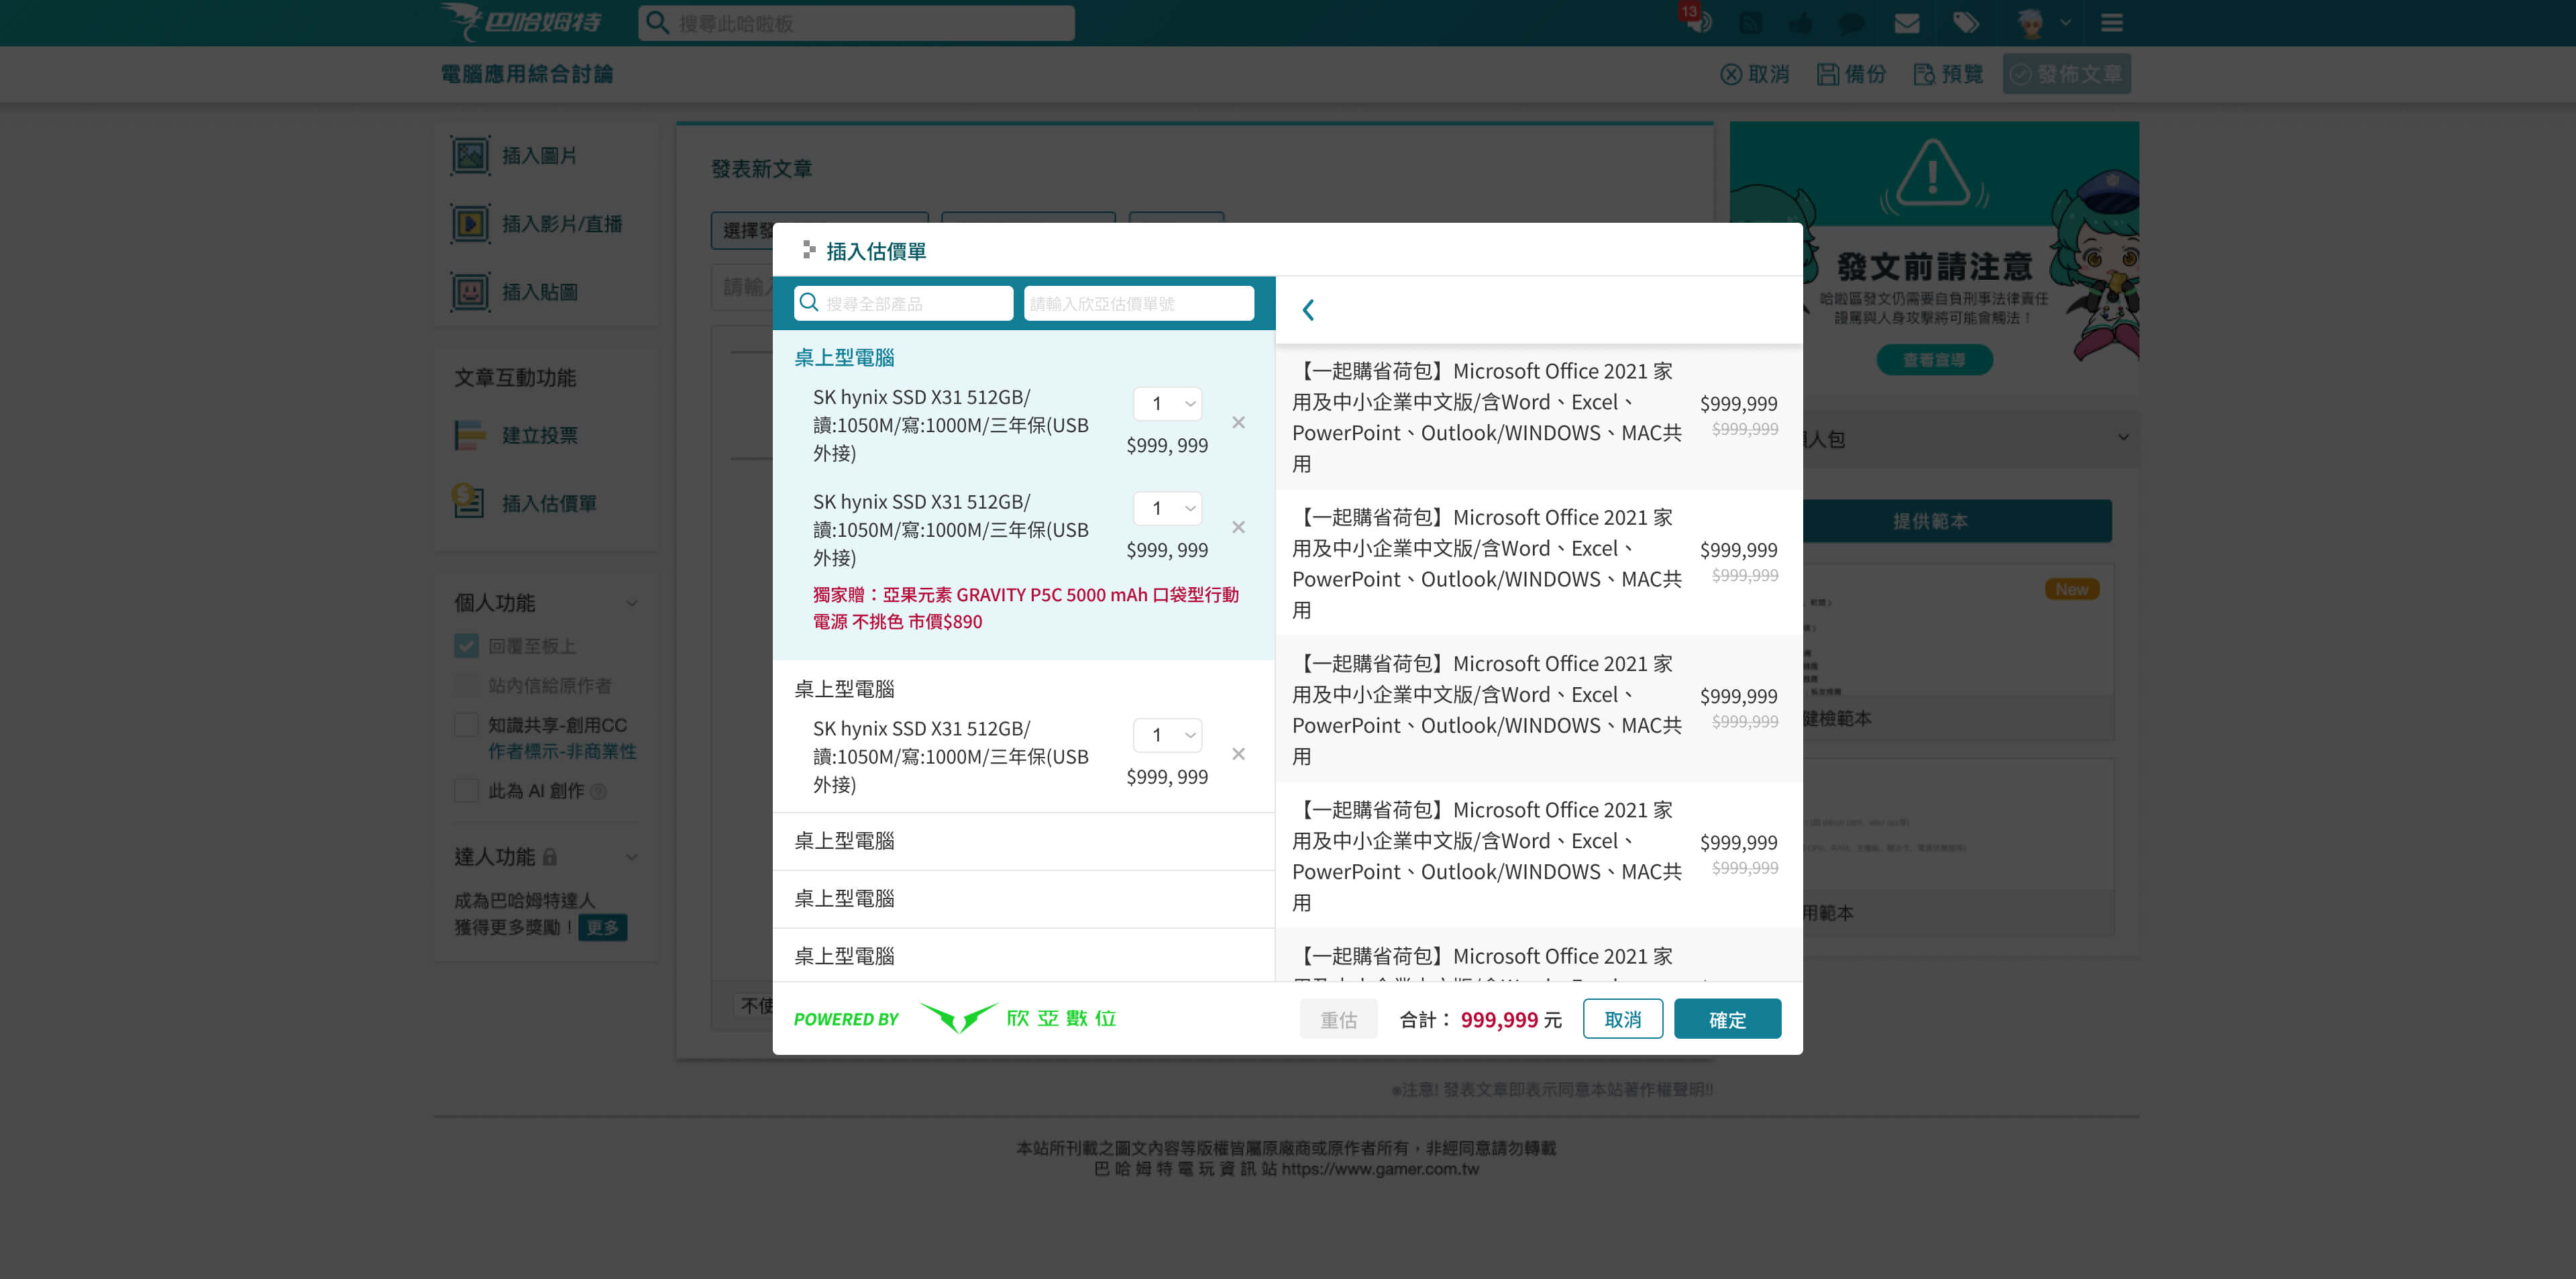 巴哈姆特
搜尋此哈啦板
13
電腦應用綜合討論
取消
備份
預覽
發佈文章
插入圖片
插入影片/直播
插入貼圖
文章互動功能
建立投票
插入估價單
個人功能
回覆至板上
站內信給原作者
知識共享-創用CC
作者標示-非商業性
此為 AI 創作
達人功能
成為巴哈姆特達人
獲得更多獎勵！
更多
發表新文章
選擇
請輸
不使
插入估價單
搜尋全部產品
請輸入欣亞估價單號
桌上型電腦
SK hynix SSD X31 512GB/
讀:1050M/寫:1000M/三年保(USB
外接)
1
$999, 999
SK hynix SSD X31 512GB/
讀:1050M/寫:1000M/三年保(USB
外接)
1
$999, 999
獨家贈：亞果元素 GRAVITY P5C 5000 mAh 口袋型行動
電源 不挑色 市價$890
桌上型電腦
SK hynix SSD X31 512GB/
讀:1050M/寫:1000M/三年保(USB
外接)
1
$999, 999
桌上型電腦
桌上型電腦
桌上型電腦
【一起購省荷包】Microsoft Office 2021 家
用及中小企業中文版/含Word、Excel、
PowerPoint、Outlook/WINDOWS、MAC共
用
$999,999
$999,999
【一起購省荷包】Microsoft Office 2021 家
用及中小企業中文版/含Word、Excel、
PowerPoint、Outlook/WINDOWS、MAC共
用
$999,999
$999,999
【一起購省荷包】Microsoft Office 2021 家
用及中小企業中文版/含Word、Excel、
PowerPoint、Outlook/WINDOWS、MAC共
用
$999,999
$999,999
【一起購省荷包】Microsoft Office 2021 家
用及中小企業中文版/含Word、Excel、
PowerPoint、Outlook/WINDOWS、MAC共
用
$999,999
$999,999
【一起購省荷包】Microsoft Office 2021 家
POWERED BY
欣亞數位
重估
合計：
999,999 元
取消
確定
發文前請注意
哈啦區發文仍需要自負刑事法律責任
謾罵與人身攻擊將可能會觸法！
查看宣導
人包
提供範本
New
健檢範本
用範本
※注意! 發表文章即表示同意本站著作權聲明!!
本站所刊載之圖文內容等版權皆屬原廠商或原作者所有，非經同意請勿轉載
巴哈姆特電玩資訊站 https://www.gamer.com.tw